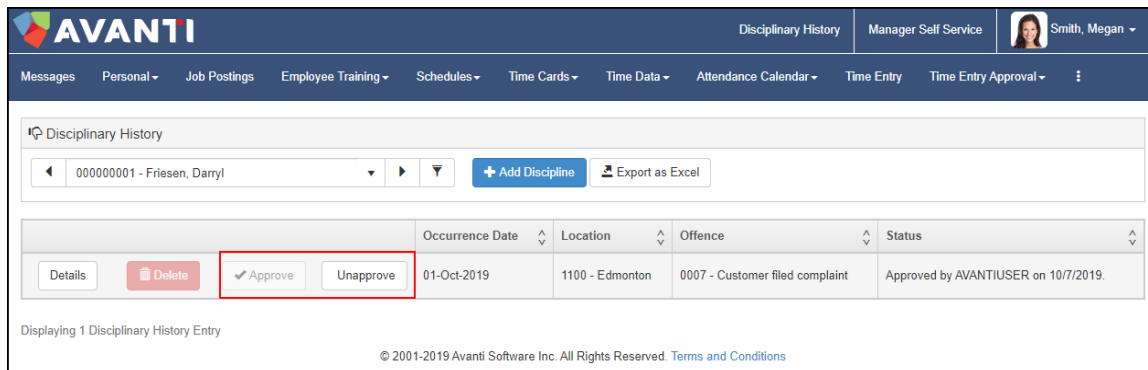 AVANTI
Disciplinary History Manager Self Service Smith, Megan
Messages Personal Job Postings Employee Training Schedules Time Cards Time Data Attendance Calendar Time Entry Time Entry Approval
Disciplinary History
000000001 - Friesen, Darryl Add Discipline Export as Excel
Occurrence Date Location Offence Status
Details Delete Approve Unapprove 01-Oct-2019 1100 - Edmonton 0007 - Customer filed complaint Approved by AVANTIUSER on 10/7/2019.
Displaying 1 Disciplinary History Entry
© 2001-2019 Avanti Software Inc. All Rights Reserved. Terms and Conditions